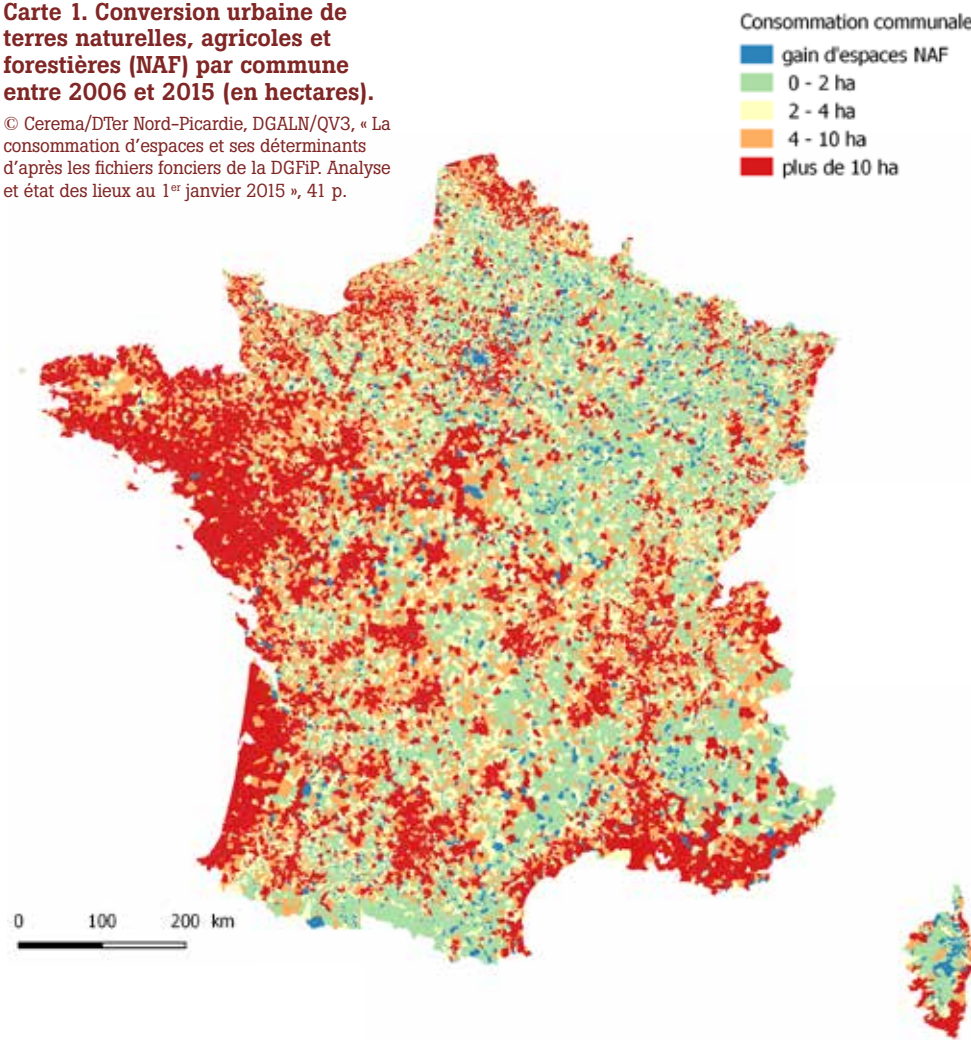 Carte 1. Conversion urbaine de
terres naturelles, agricoles et
forestières (NAF) par commune
entre 2006 et 2015 (en hectares).
© Cerema/DTer Nord-Picardie, DGALN/QV3, « La
consommation d'espaces et ses déterminants
d'après les fichiers fonciers de la DGFiP. Analyse
et état des lieux au 1er janvier 2015 », 41 p.
Consommation communale
gain d'espaces NAF
0 - 2 ha
2 - 4 ha
4 - 10 ha
plus de 10 ha
0 100 200 km